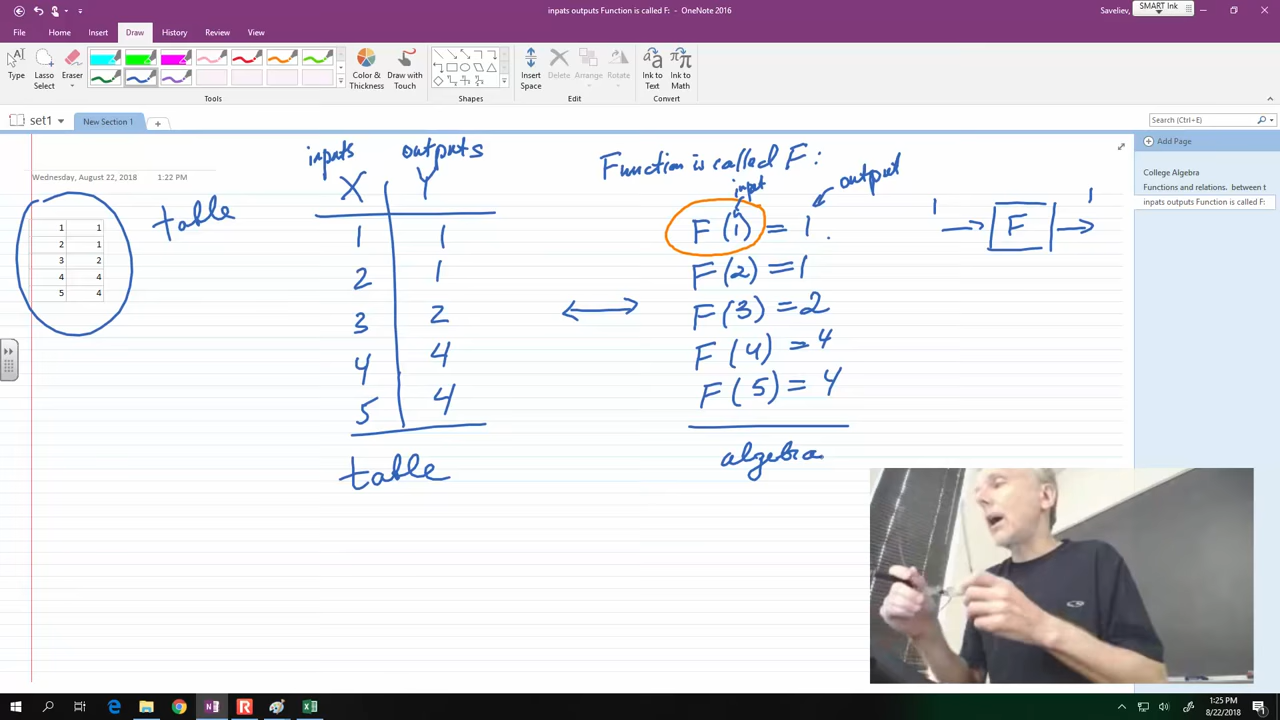 inpats outputs Function is called F: - OneNote 2016
Saveliev,
SMART Ink
File Home Insert Draw History Review View
Type
Lasso Select
Eraser
Color & Thickness
Draw with Touch
Insert Space
Delete
Arrange
Rotate
Ink to Text
Ink to Math
Tools
Shapes
Edit
Convert
set1
New Section 1
Search (Ctrl+E)
Add Page
College Algebra
Functions and relations. between t
inpats outputs Function is called F:
Wednesday, August 22, 2018 1:22 PM
1 1
2 1
3 2
4 4
5 4
table
inputs outputs
X Y
1 1
2 1
3 2
4 4
5 4
table
Function is called F:
input output
F(1) = 1.
F(2) = 1
F(3) = 2
F(4) = 4
F(5) = 4
algebra
1 F 1
1:25 PM
8/22/2018